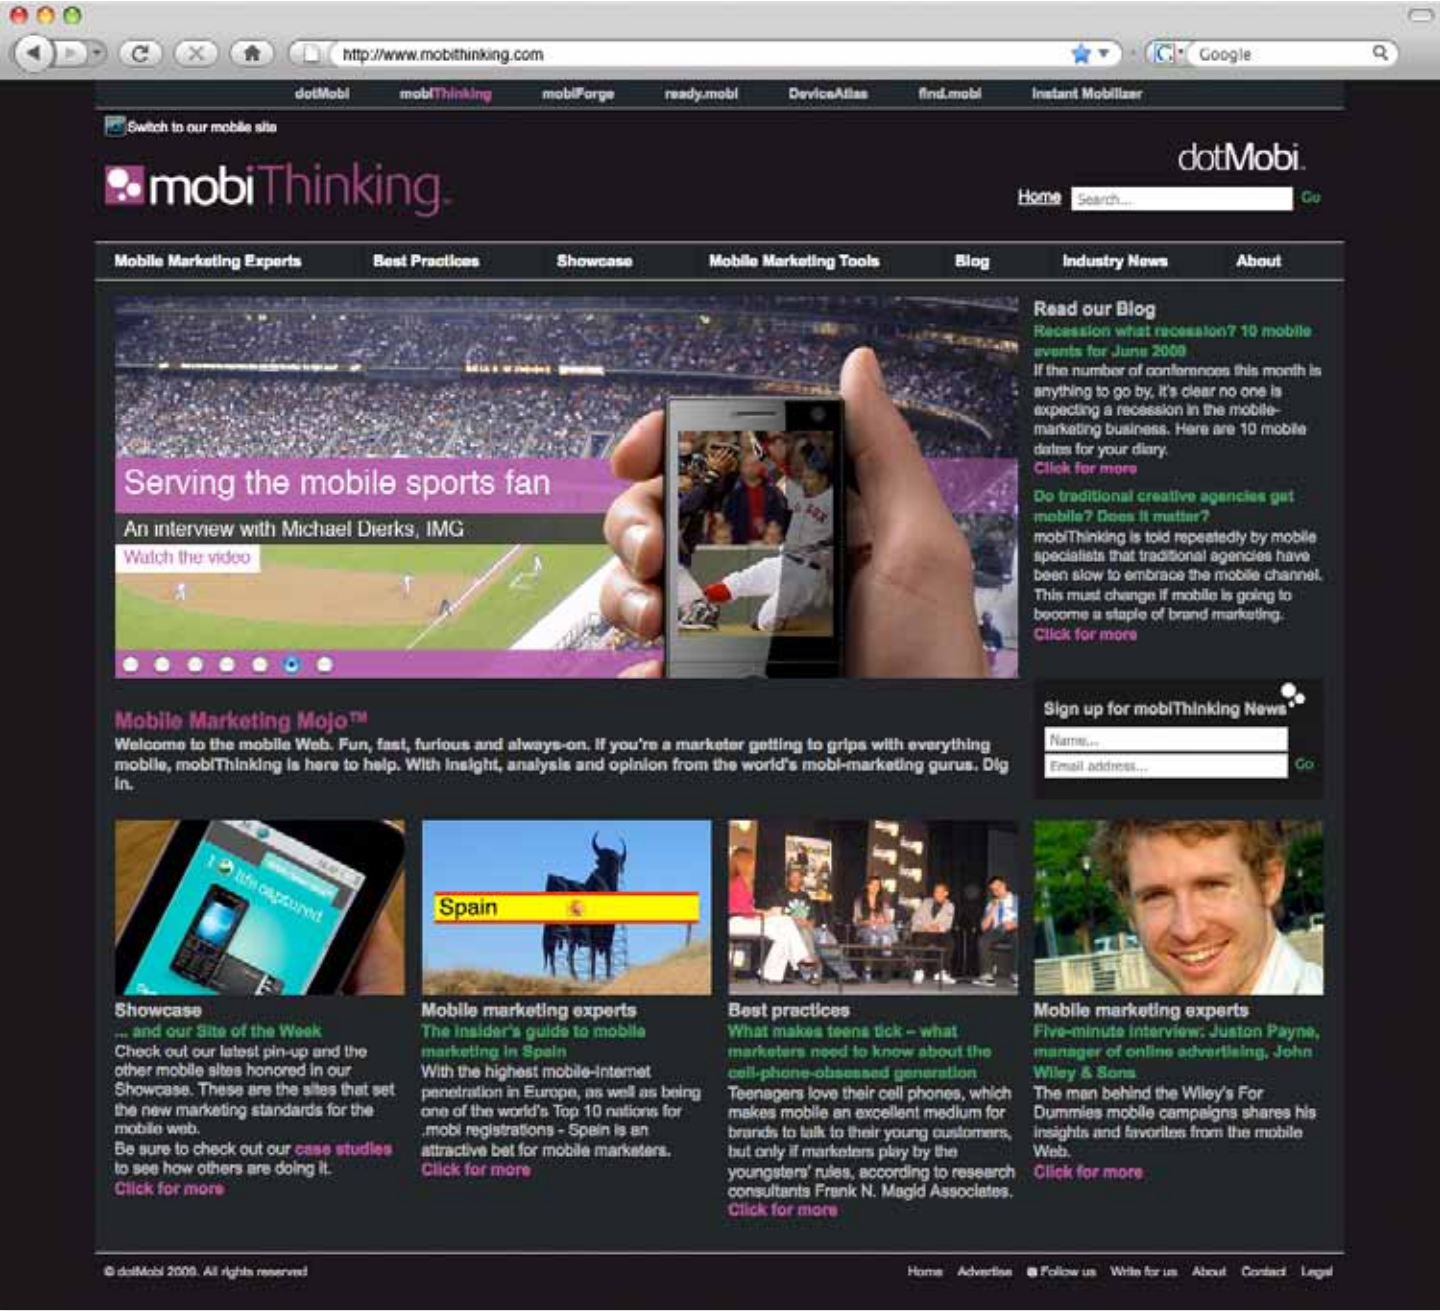 http://www.mobithinking.com
Google
dotMobi mobiThinking mobiForge ready.mobi DeviceAtlas find.mobi Instant Mobilizer
Switch to our mobile site
dotMobi
mobiThinking
Home Search... Go
Mobile Marketing Experts Best Practices Showcase Mobile Marketing Tools Blog Industry News About
Serving the mobile sports fan
An interview with Michael Dierks, IMG
Watch the video
Read our Blog
Recession what recession? 10 mobile
events for June 2009
If the number of conferences this month is
anything to go by, it's clear no one is
expecting a recession in the mobile-
marketing business. Here are 10 mobile
dates for your diary.
Click for more
Do traditional creative agencies get
mobile? Does it matter?
mobiThinking is told repeatedly by mobile
specialists that traditional agencies have
been slow to embrace the mobile channel.
This must change if mobile is going to
become a staple of brand marketing.
Click for more
Mobile Marketing Mojo™
Welcome to the mobile Web. Fun, fast, furious and always-on. If you're a marketer getting to grips with everything
mobile, mobiThinking is here to help. With insight, analysis and opinion from the world's mobi-marketing gurus. Dig
in.
Sign up for mobiThinking News
Name...
Email address... Go
life captured
Showcase
... and our Site of the Week
Check out our latest pin-up and the
other mobile sites honored in our
Showcase. These are the sites that set
the new marketing standards for the
mobile web.
Be sure to check out our case studies
to see how others are doing it.
Click for more
Spain
Mobile marketing experts
The insider's guide to mobile
marketing in Spain
With the highest mobile-internet
penetration in Europe, as well as being
one of the world's Top 10 nations for
.mobi registrations - Spain is an
attractive bet for mobile marketers.
Click for more
Best practices
What makes teens tick – what
marketers need to know about the
cell-phone-obsessed generation
Teenagers love their cell phones, which
makes mobile an excellent medium for
brands to talk to their young customers,
but only if marketers play by the
youngsters' rules, according to research
consultants Frank N. Magid Associates.
Click for more
Mobile marketing experts
Five-minute interview: Juston Payne,
manager of online advertising, John
Wiley & Sons
The man behind the Wiley's For
Dummies mobile campaigns shares his
insights and favorites from the mobile
Web.
Click for more
© dotMobi 2009. All rights reserved
Home Advertise Follow us Write for us About Contact Legal